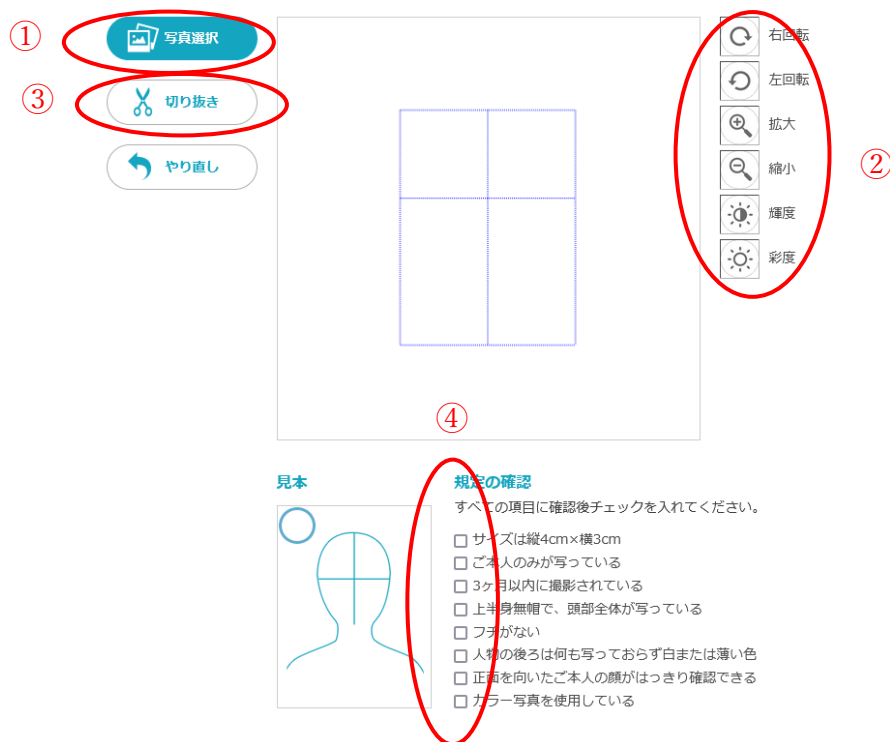 ① 写真選択
③ 切り抜き
やり直し
右回転
左回転
拡大
縮小
輝度
彩度
②
④
見本
規定の確認
すべての項目に確認後チェックを入れてください。
サイズは縦4cm×横3cm
ご本人のみが写っている
3ヶ月以内に撮影されている
上半身無帽で、頭部全体が写っている
フチがない
人物の後ろは何も写っておらず白または薄い色
正面を向いたご本人の顔がはっきり確認できる
カラー写真を使用している